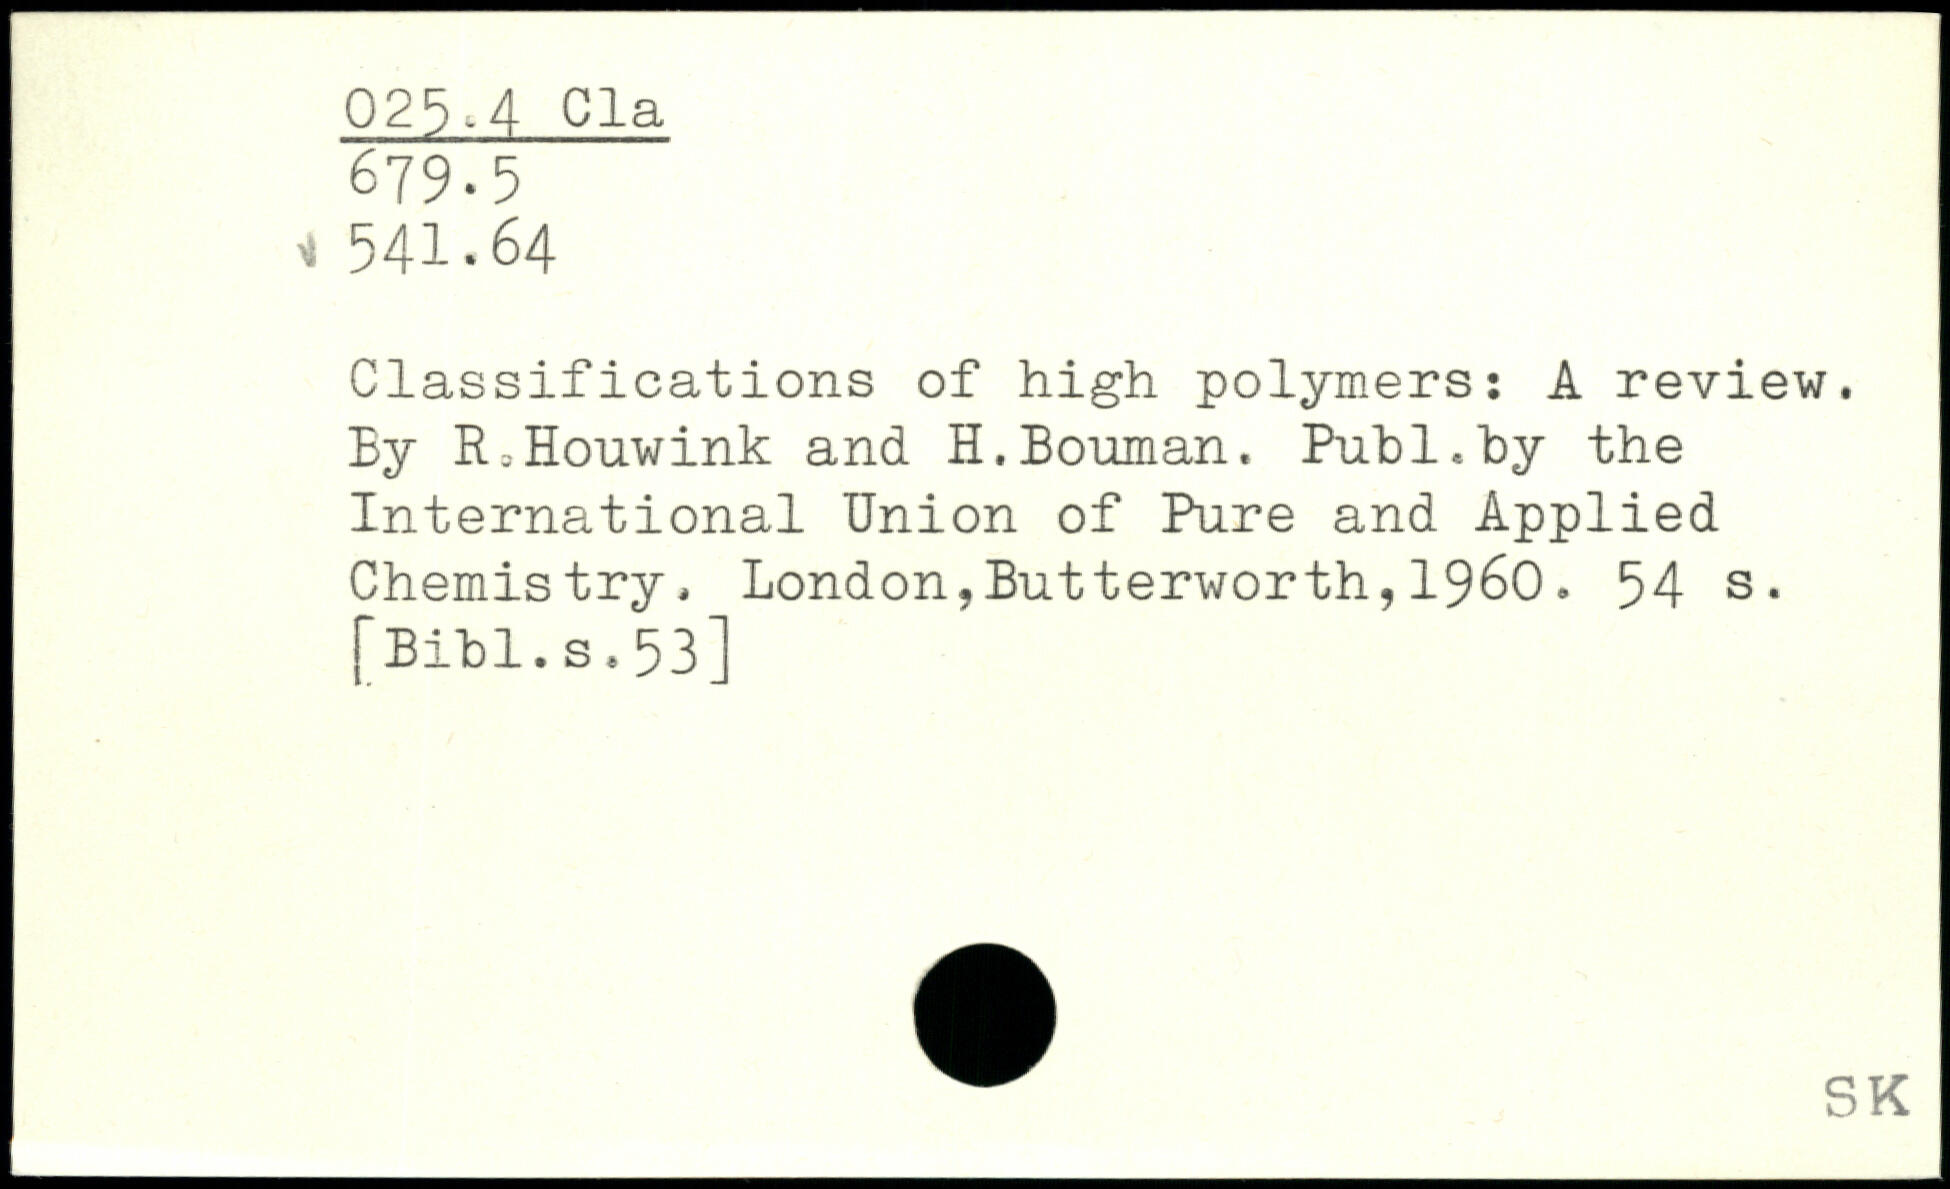 025.4 Cla
679.5
541.64
Classifications of high polymers: A review.
By R.Houwink and H.Bouman. Publ.by the
International Union of Pure and Applied
Chemistry. London,Butterworth,1960. 54 s.
[Bibl.s.53]
SK